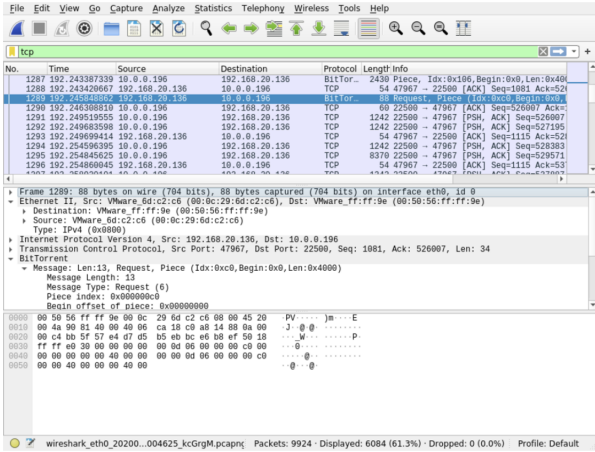 File Edit View Go Capture Analyze Statistics Telephony Wireless Tools Help
tcp
No. Time Source Destination Protocol Length Info
1287 192.243387339 10.0.0.196 192.168.20.136 BitTor… 2430 Piece, Idx:0x106,Begin:0x0,Len:0x400
1288 192.243420667 192.168.20.136 10.0.0.196 TCP 54 47967 → 22500 [ACK] Seq=1081 Ack=526
1289 192.245848862 192.168.20.136 10.0.0.196 BitTor… 88 Request, Piece (Idx:0xc0,Begin:0x0,
1290 192.246308810 10.0.0.196 192.168.20.136 TCP 60 22500 → 47967 [ACK] Seq=526007 Ack=
1291 192.249519555 10.0.0.196 192.168.20.136 TCP 1242 22500 → 47967 [PSH, ACK] Seq=526007
1292 192.249683598 10.0.0.196 192.168.20.136 TCP 1242 22500 → 47967 [PSH, ACK] Seq=527195
1293 192.249699414 192.168.20.136 10.0.0.196 TCP 54 47967 → 22500 [ACK] Seq=1115 Ack=528
1294 192.254596395 10.0.0.196 192.168.20.136 TCP 1242 22500 → 47967 [PSH, ACK] Seq=528383
1295 192.254845625 10.0.0.196 192.168.20.136 TCP 8370 22500 → 47967 [PSH, ACK] Seq=529571
1296 192.254860045 192.168.20.136 10.0.0.196 TCP 54 47967 → 22500 [ACK] Seq=1115 Ack=537
Frame 1289: 88 bytes on wire (704 bits), 88 bytes captured (704 bits) on interface eth0, id 0
Ethernet II, Src: VMware_6d:c2:c6 (00:0c:29:6d:c2:c6), Dst: VMware_ff:ff:9e (00:50:56:ff:ff:9e)
Destination: VMware_ff:ff:9e (00:50:56:ff:ff:9e)
Source: VMware_6d:c2:c6 (00:0c:29:6d:c2:c6)
Type: IPv4 (0x0800)
Internet Protocol Version 4, Src: 192.168.20.136, Dst: 10.0.0.196
Transmission Control Protocol, Src Port: 47967, Dst Port: 22500, Seq: 1081, Ack: 526007, Len: 34
BitTorrent
Message: Len:13, Request, Piece (Idx:0xc0,Begin:0x0,Len:0x4000)
Message Length: 13
Message Type: Request (6)
Piece index: 0x000000c0
Begin offset of piece: 0x00000000
0000 00 50 56 ff ff 9e 00 0c 29 6d c2 c6 08 00 45 20 ·PV····· )m····E
0010 00 4a 90 81 40 00 40 06 ca 18 c0 a8 14 88 0a 00 ·J··@·@· ········
0020 00 c4 bb 5f 57 e4 d7 d5 b5 eb bc e6 b8 ef 50 18 ···_W··· ······P·
0030 ff ff e0 30 00 00 00 00 00 0d 06 00 00 00 c0 00 ···0···· ········
0040 00 00 00 00 00 40 00 00 00 0d 06 00 00 00 c0 ·····@·· ········
0050 00 00 40 00 00 00 40 00 ··@···@·
wireshark_eth0_20200…004625_kcGrgM.pcapng Packets: 9924 · Displayed: 6084 (61.3%) · Dropped: 0 (0.0%) Profile: Default